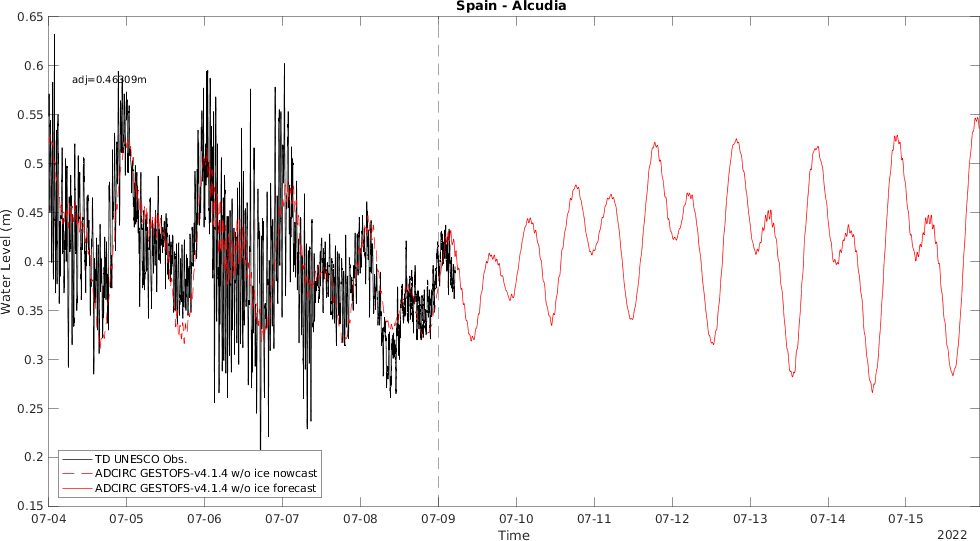 Spain - Alcudia
0.65
0.6
0.55
0.5
0.45
0.4
0.35
0.3
0.25
0.2
0.15
Water Level (m)
adj=0.46309m
TD UNESCO Obs.
ADCIRC GESTOFS-v4.1.4 w/o ice nowcast
ADCIRC GESTOFS-v4.1.4 w/o ice forecast
07-04 07-05 07-06 07-07 07-08 07-09 07-10 07-11 07-12 07-13 07-14 07-15
Time
2022